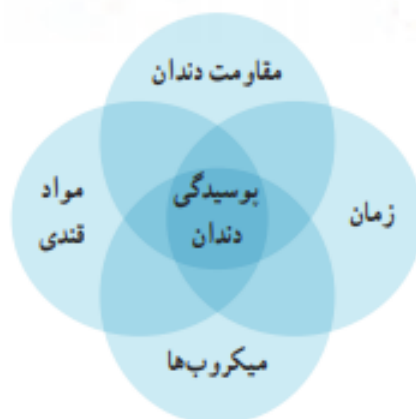 مقاومت دندان
مواد
قندی
پوسیدگی
دندان
زمان
میکروب‌ها